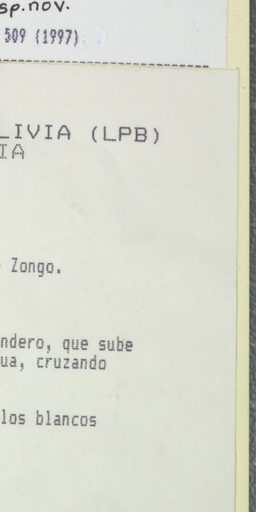 sp.nov.
509 (1997)
LIVIA (LPB)
IA
Zongo.
ndero, que sube
ua, cruzando
los blancos